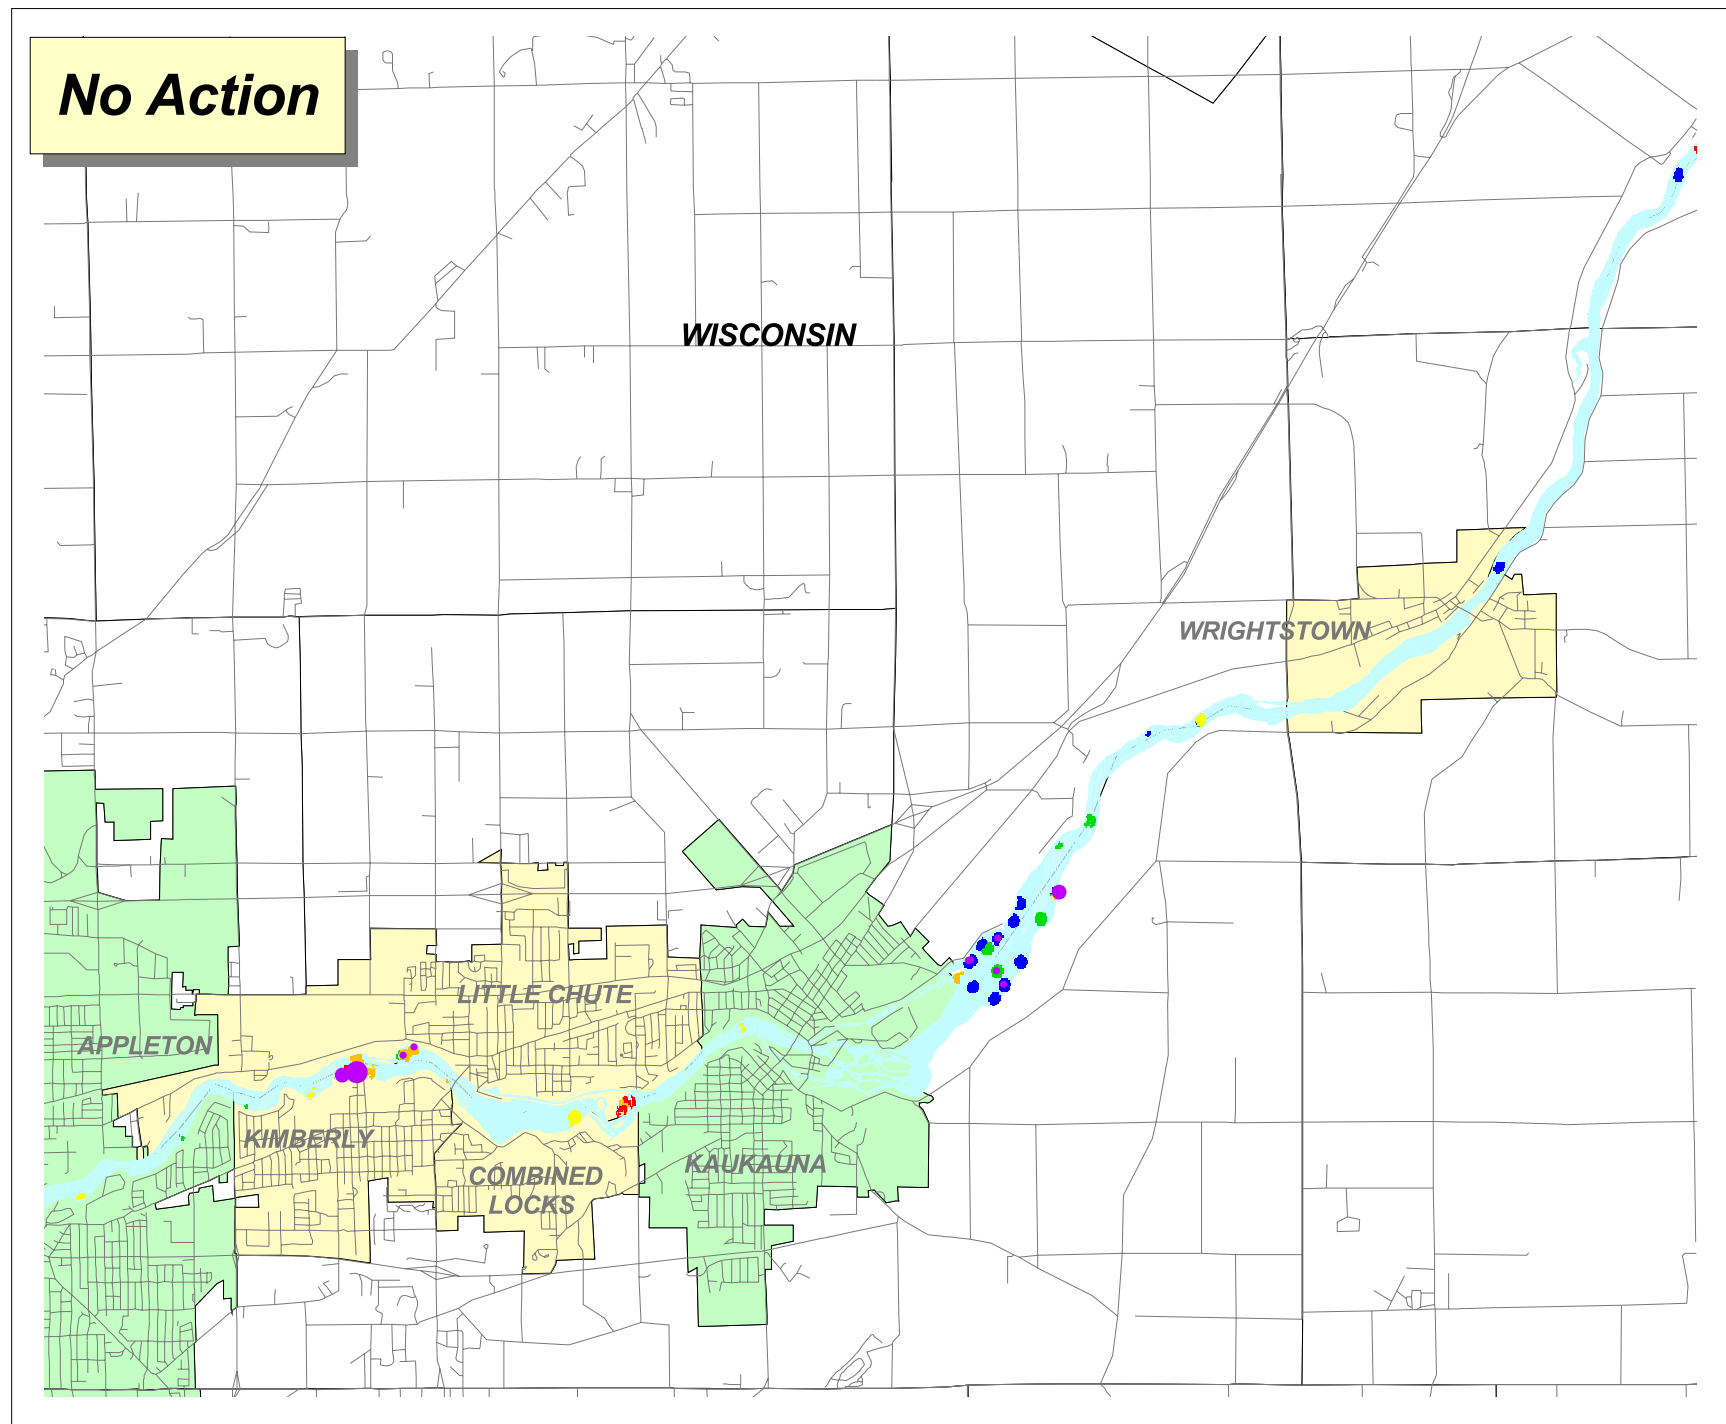 No Action
WISCONSIN
WRIGHTSTOWN
LITTLE CHUTE
APPLETON
KIMBERLY
COMBINED
LOCKS
KAUKAUNA